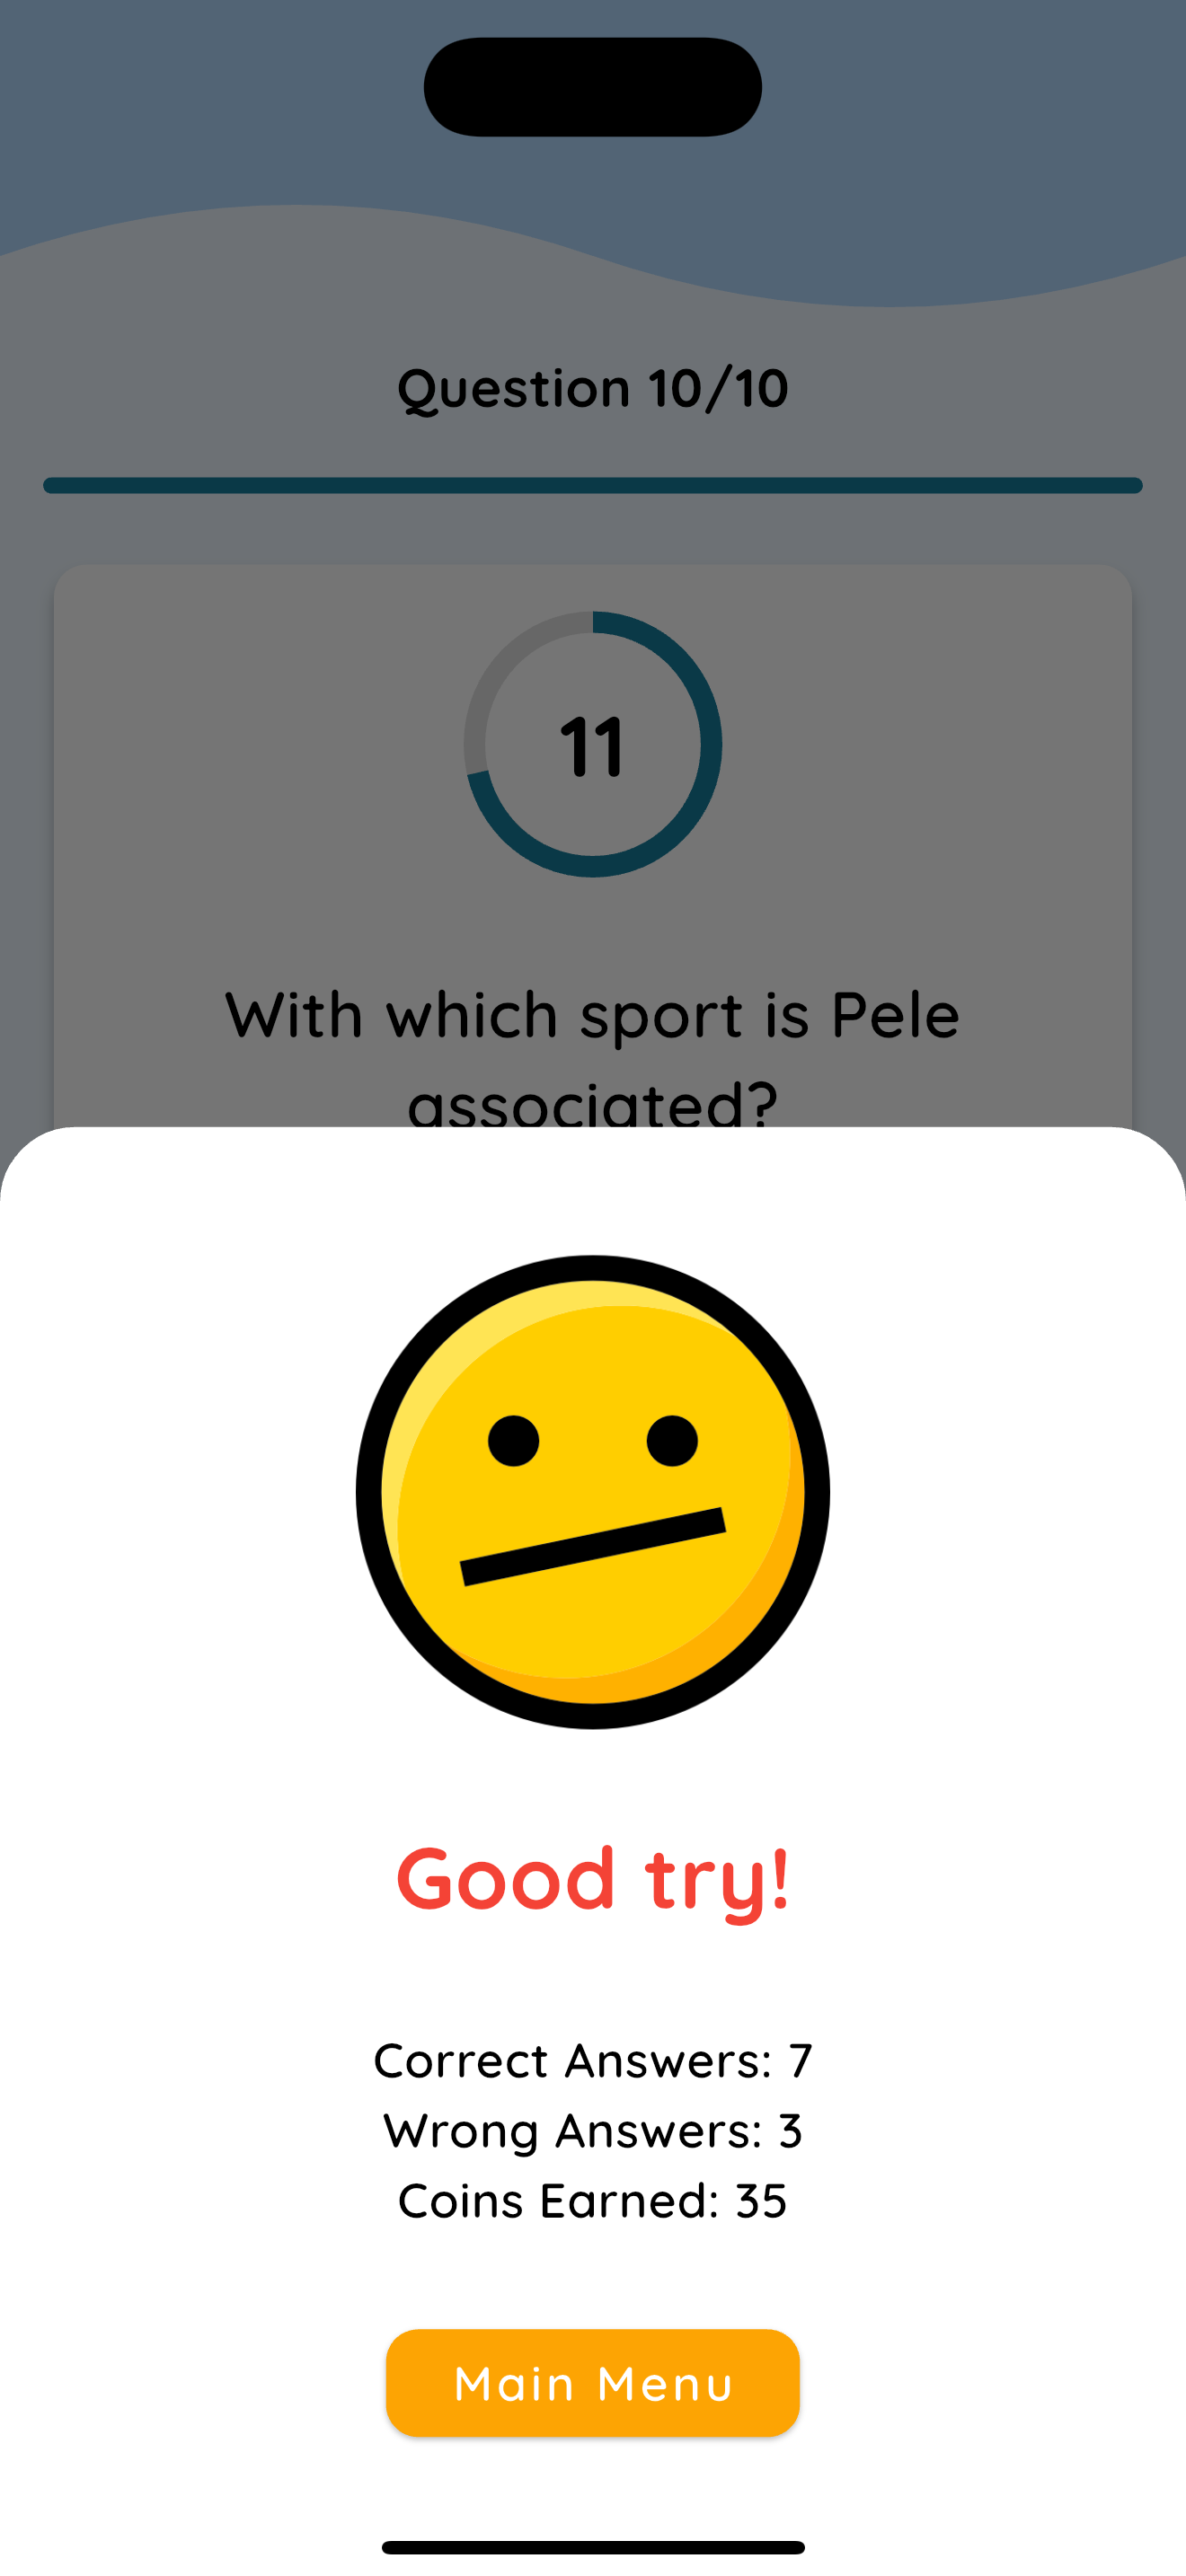 Question 10/10
11
With which sport is Pele
associated?
Good try!
Correct Answers: 7
Wrong Answers: 3
Coins Earned: 35
Main Menu